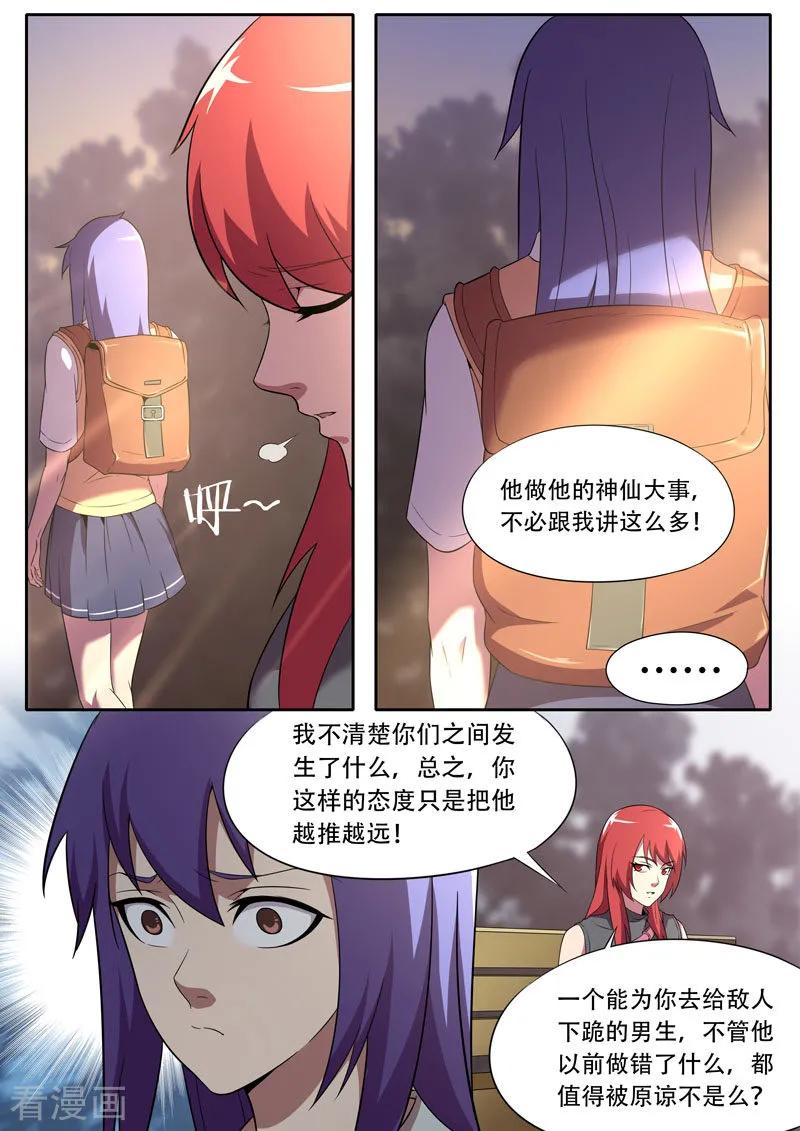 呼～
他做他的神仙大事，
不必跟我讲这么多！
……
我不清楚你们之间发
生了什么，总之，你
这样的态度只是把他
越推越远！
一个能为你去给敌人
下跪的男生，不管他
以前做错了什么，都
值得被原谅不是么？
看漫画